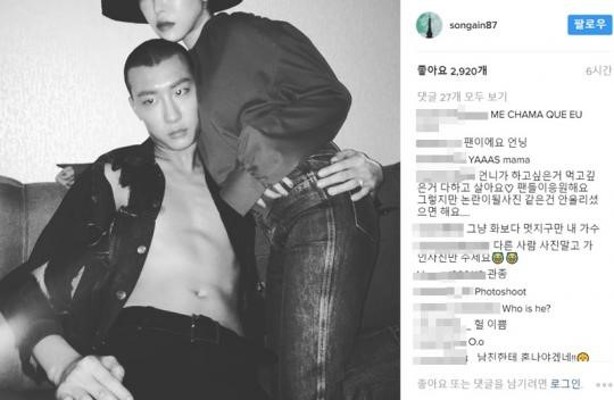 songain87
팔로우
좋아요 2,920개
6시간
댓글 27개 모두 보기
ME CHAMA QUE EU
팬이에요 언닝
YAAAS mama
언니가 하고싶은거 먹고깊
은거 다하고 살아요♡ 팬들이응원해요
그렇지만 논란이될사진 같은건 안올리셨
으면 해요__
그냥 화보다 멋지구만 내 가수
다른 사람 사진말고 가
인사진만 주세요
관종
Photoshoot
Who is he?
_ 헐 이쁨
O.o
남친한테 혼나야겠네!!
좋아요 또는 댓글을 남기려면 로그인.